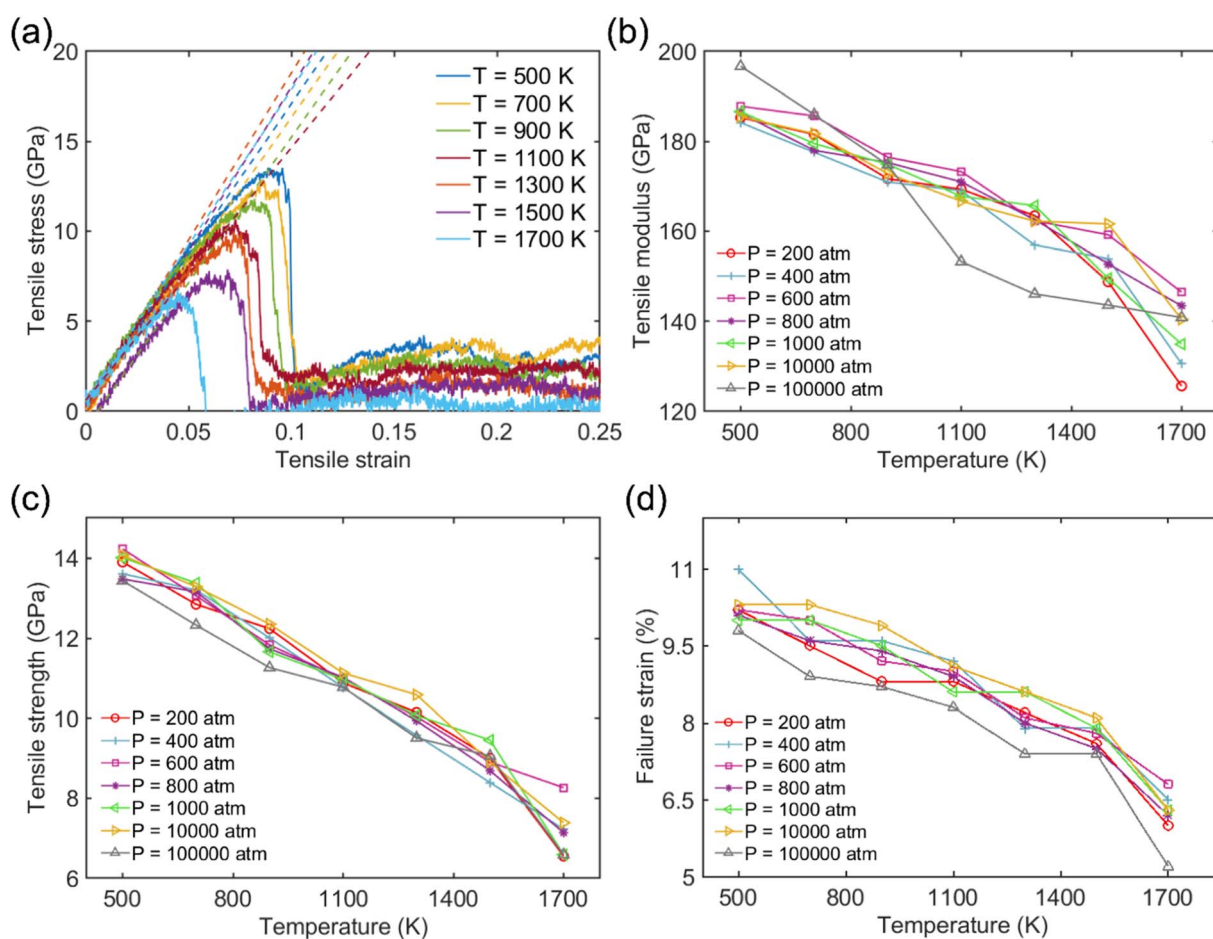 (a)
20
15
10
5
0
Tensile stress (GPa)
0
0.05
0.1
0.15
0.2
0.25
Tensile strain
T = 500 K
T = 700 K
T = 900 K
T = 1100 K
T = 1300 K
T = 1500 K
T = 1700 K
(b)
200
180
160
140
120
Tensile modulus (GPa)
500
800
1100
1400
1700
Temperature (K)
P = 200 atm
P = 400 atm
P = 600 atm
P = 800 atm
P = 1000 atm
P = 10000 atm
P = 100000 atm
(c)
14
12
10
8
6
Tensile strength (GPa)
500
800
1100
1400
1700
Temperature (K)
P = 200 atm
P = 400 atm
P = 600 atm
P = 800 atm
P = 1000 atm
P = 10000 atm
P = 100000 atm
(d)
11
9.5
8
6.5
5
Failure strain (%)
500
800
1100
1400
1700
Temperature (K)
P = 200 atm
P = 400 atm
P = 600 atm
P = 800 atm
P = 1000 atm
P = 10000 atm
P = 100000 atm